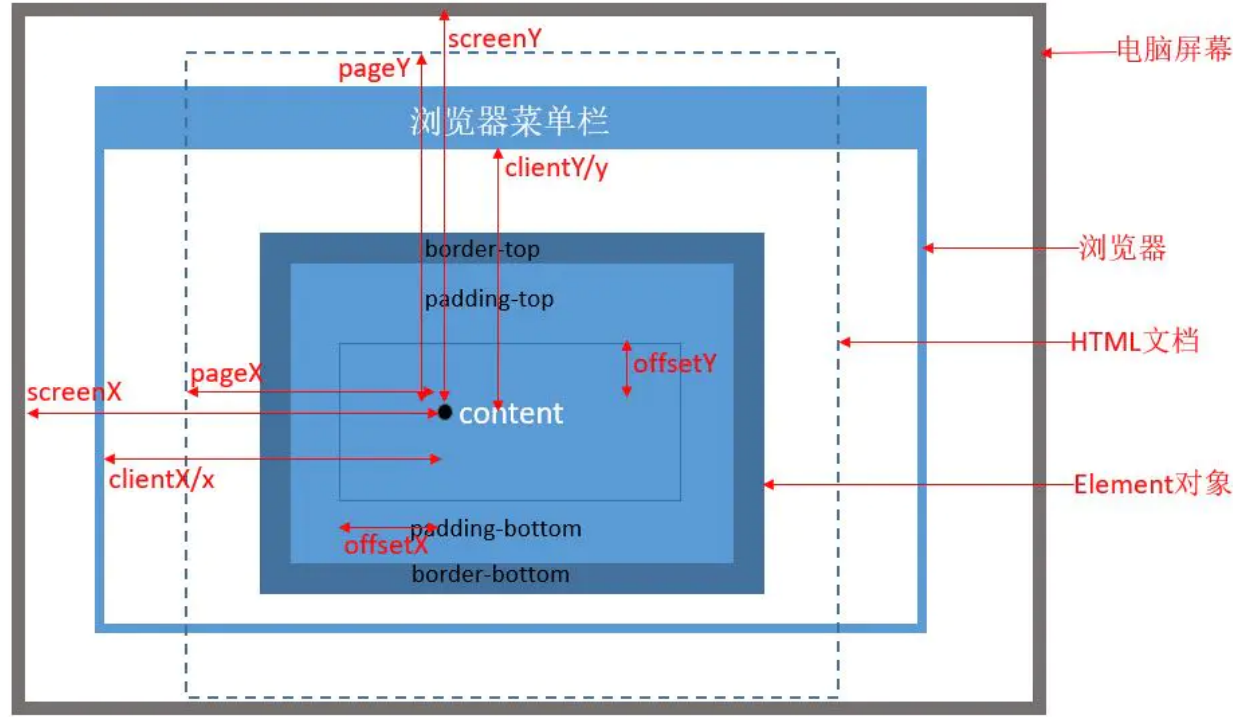 screenY
电脑屏幕
pageY
浏览器菜单栏
clientY/y
border-top
浏览器
padding-top
HTML文档
offsetY
pageX
screenX
content
clientX/x
Element对象
padding-bottom
offsetX
border-bottom